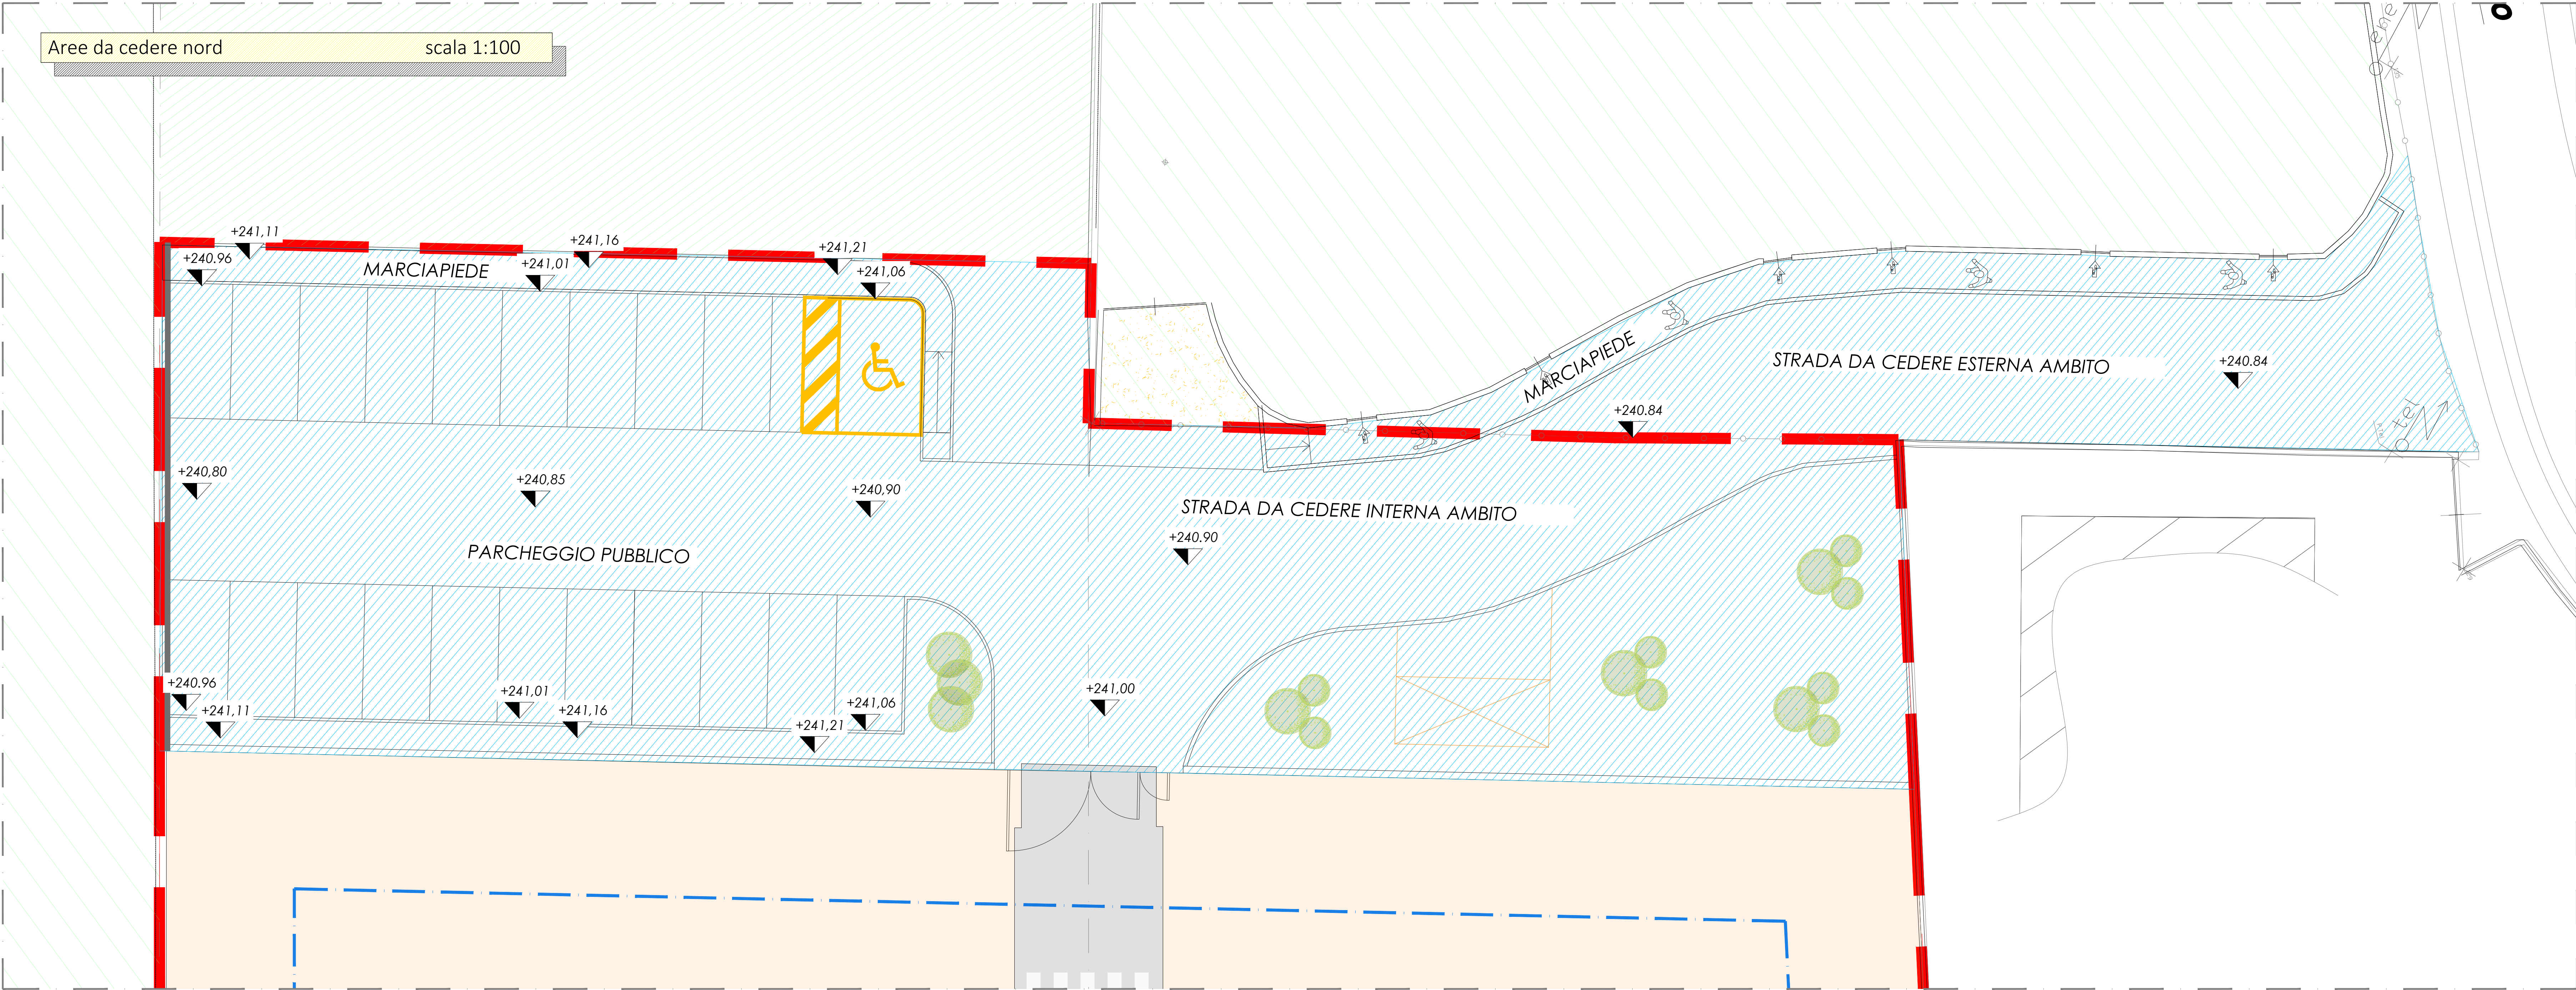 Aree da cedere nord scala 1:100
+241,11
+241,16
+241,21
+240.96
MARCIAPIEDE
+241,01
+241,06
MARCIAPIEDE
STRADA DA CEDERE ESTERNA AMBITO
+240.84
+240.84
+240,80
+240,85
+240,90
STRADA DA CEDERE INTERNA AMBITO
+240.90
PARCHEGGIO PUBBLICO
+240.96
+241,01
+241,06
+241,11
+241,16
+241,21
+241,00
tel